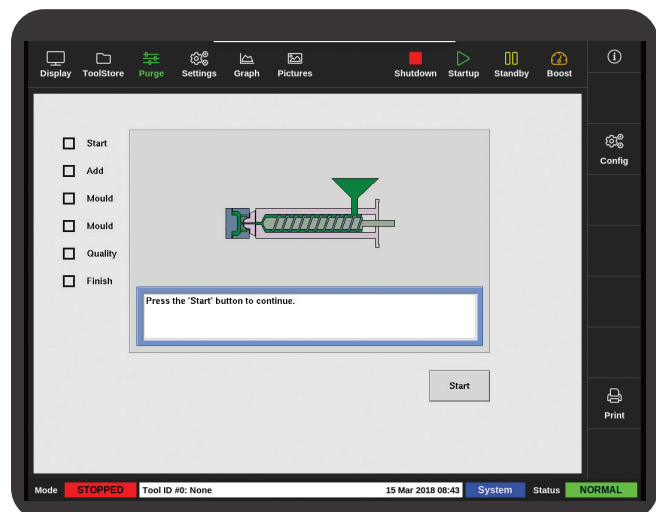 Display ToolStore Purge Settings Graph Pictures Shutdown Startup Standby Boost
Config
Start
Add
Mould
Mould
Quality
Finish
Press the 'Start' button to continue.
Start
Print
Mode STOPPED Tool ID #0: None 15 Mar 2018 08:43 System Status NORMAL